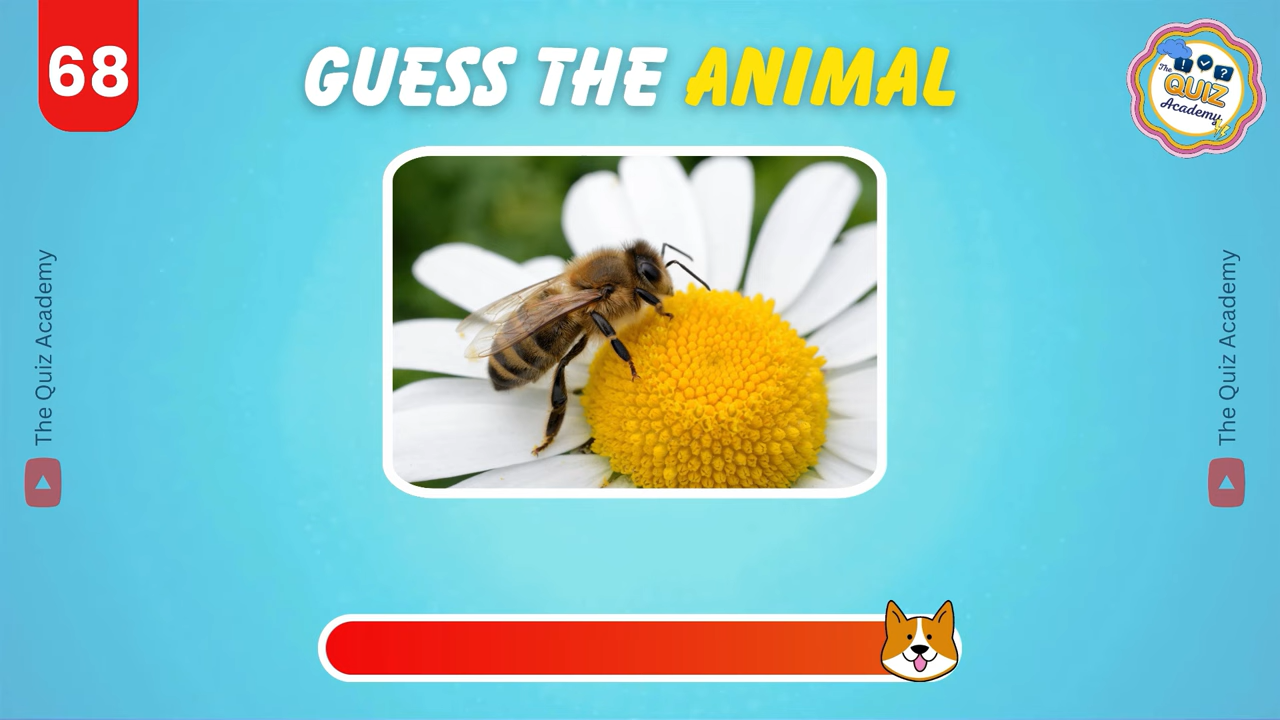 68
GUESS THE ANIMAL
The
QUIZ
Academy
The Quiz Academy
The Quiz Academy